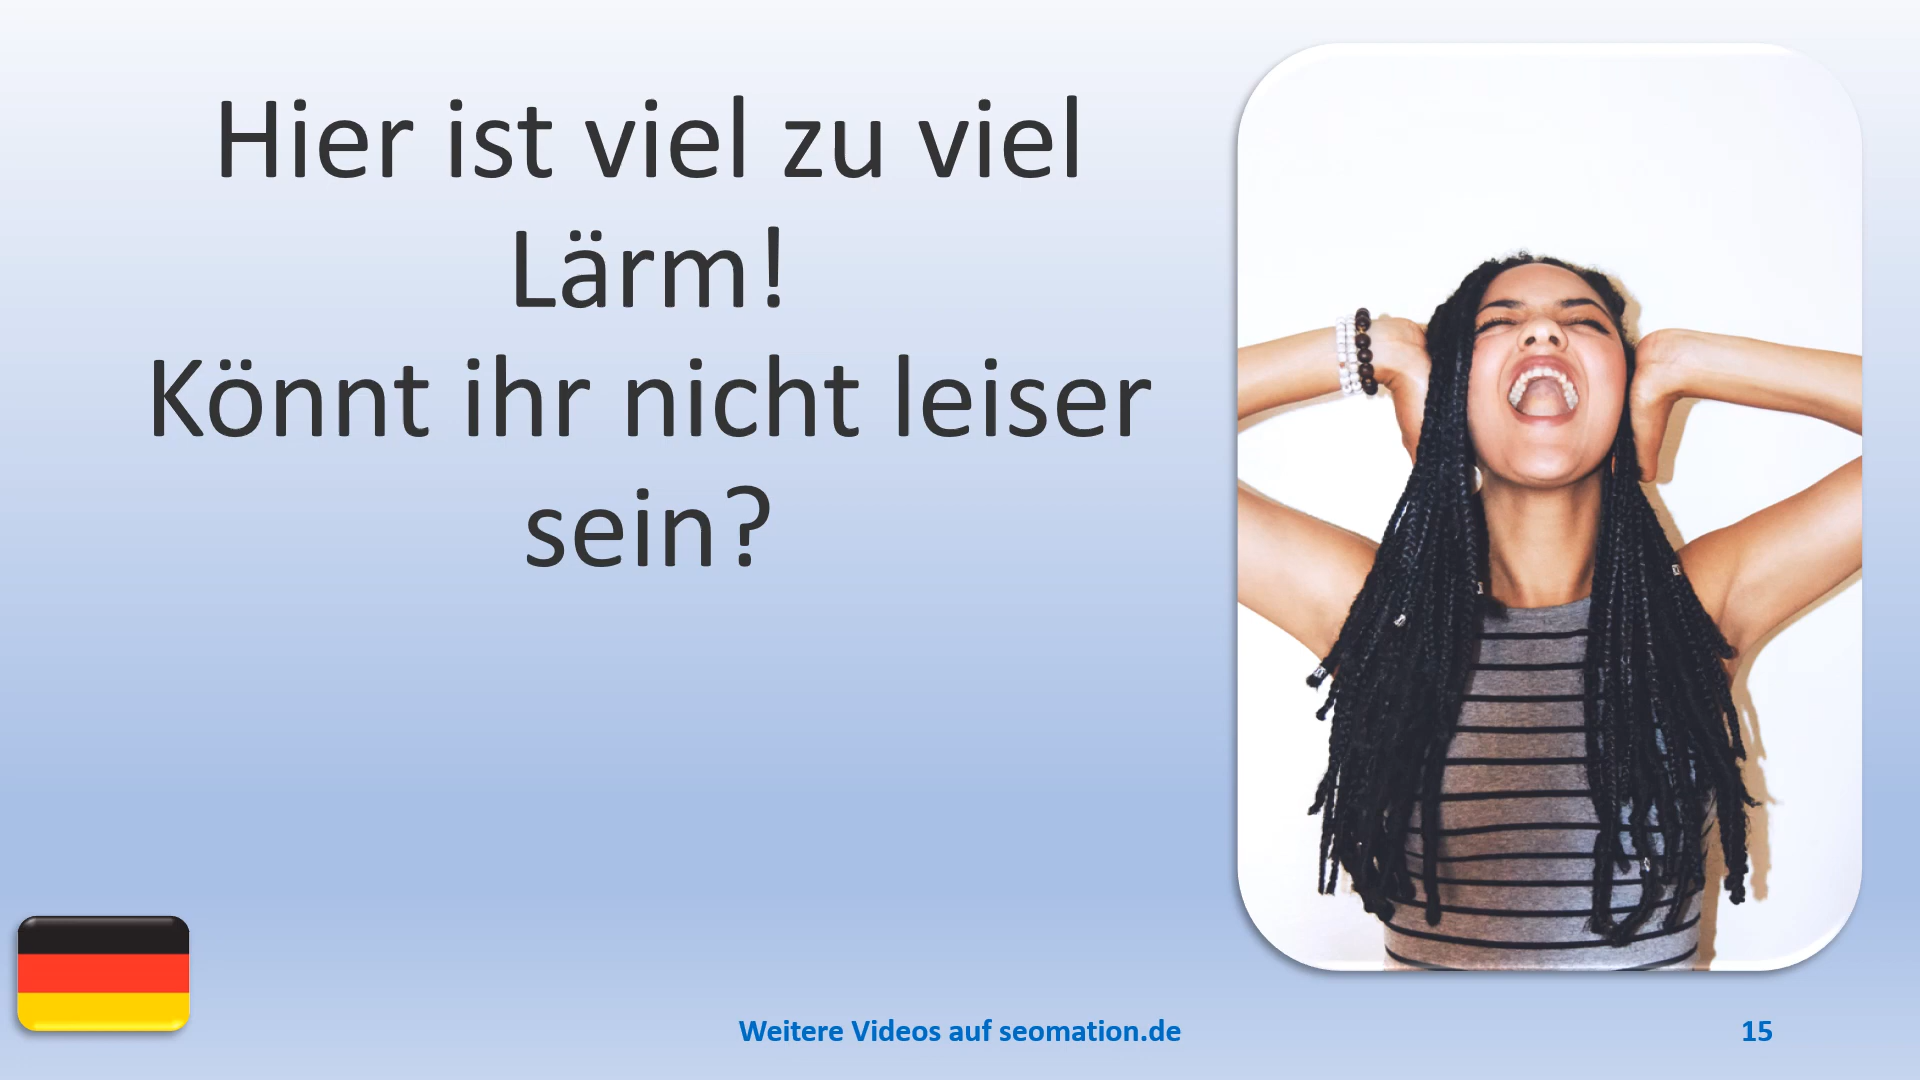 Hier ist viel zu viel
Lärm!
Könnt ihr nicht leiser
sein?
Weitere Videos auf seomation.de
15